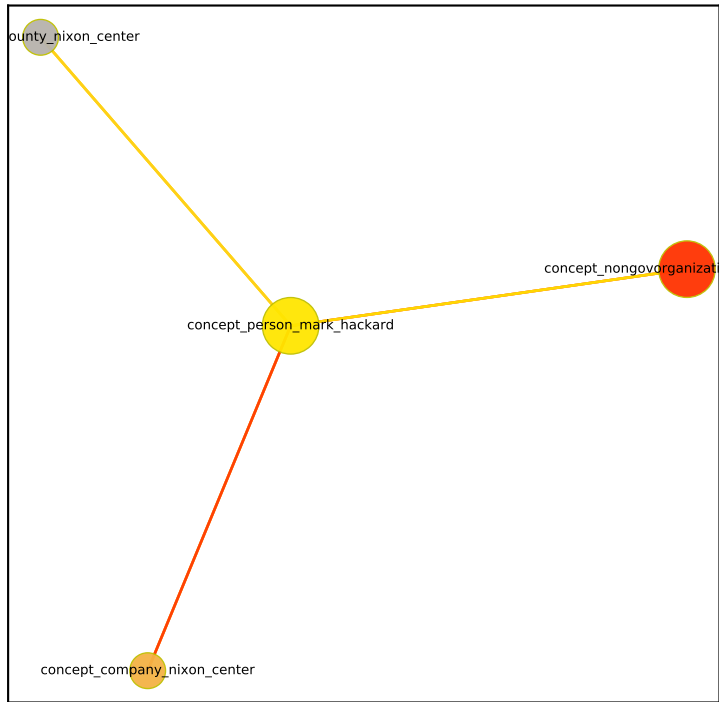 ounty_nixon_center
concept_nongovorganizati
concept_person_mark_hackard
concept_company_nixon_center